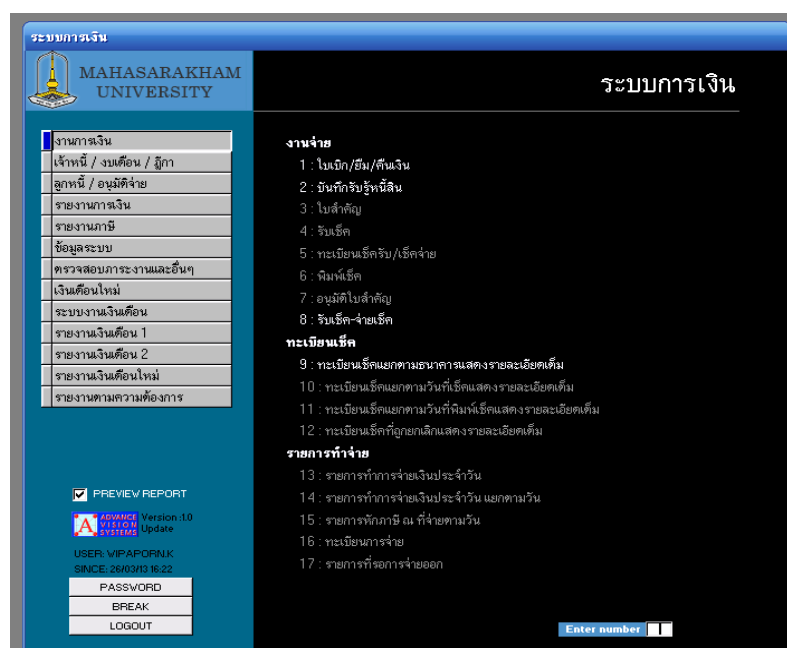 ระบบการเงิน
MAHASARAKHAM
UNIVERSITY
ระบบการเงิน
งานการเงิน
เจ้าหนี้ / งบเดือน / ฎีกา
ลูกหนี้ / อนุมัติจ่าย
รายงานการเงิน
รายงานภาษี
ข้อมูลระบบ
ตรวจสอบภาระงานและอื่นๆ
เงินเดือนใหม่
ระบบงานเงินเดือน
รายงานเงินเดือน 1
รายงานเงินเดือน 2
รายงานเงินเดือนใหม่
รายงานตามความต้องการ
PREVIEW REPORT
A ADVANCE VISION SYSTEMS
Version :1.0
Update
USER: WIPAPORN.K
SINCE: 26/03/13 16:22
PASSWORD
BREAK
LOGOUT
งานจ่าย
1 : ใบเบิก/ยืม/คืนเงิน
2 : บันทึกรับรู้หนี้สิน
3 : ใบสำคัญ
4 : รับเช็ค
5 : ทะเบียนเช็ครับ/เช็คจ่าย
6 : พิมพ์เช็ค
7 : อนุมัติใบสำคัญ
8 : รับเช็ค-จ่ายเช็ค
ทะเบียนเช็ค
9 : ทะเบียนเช็คแยกตามธนาคารแสดงรายละเอียดเต็ม
10 : ทะเบียนเช็คแยกตามวันที่เช็คแสดงรายละเอียดเต็ม
11 : ทะเบียนเช็คแยกตามวันที่พิมพ์เช็คแสดงรายละเอียดเต็ม
12 : ทะเบียนเช็คที่ถูกยกเลิกแสดงรายละเอียดเต็ม
รายการทำจ่าย
13 : รายการทำการจ่ายเงินประจำวัน
14 : รายการทำการจ่ายเงินประจำวัน แยกตามวัน
15 : รายการหักภาษี ณ ที่จ่ายตามวัน
16 : ทะเบียนการจ่าย
17 : รายการที่รอการจ่ายออก
Enter number